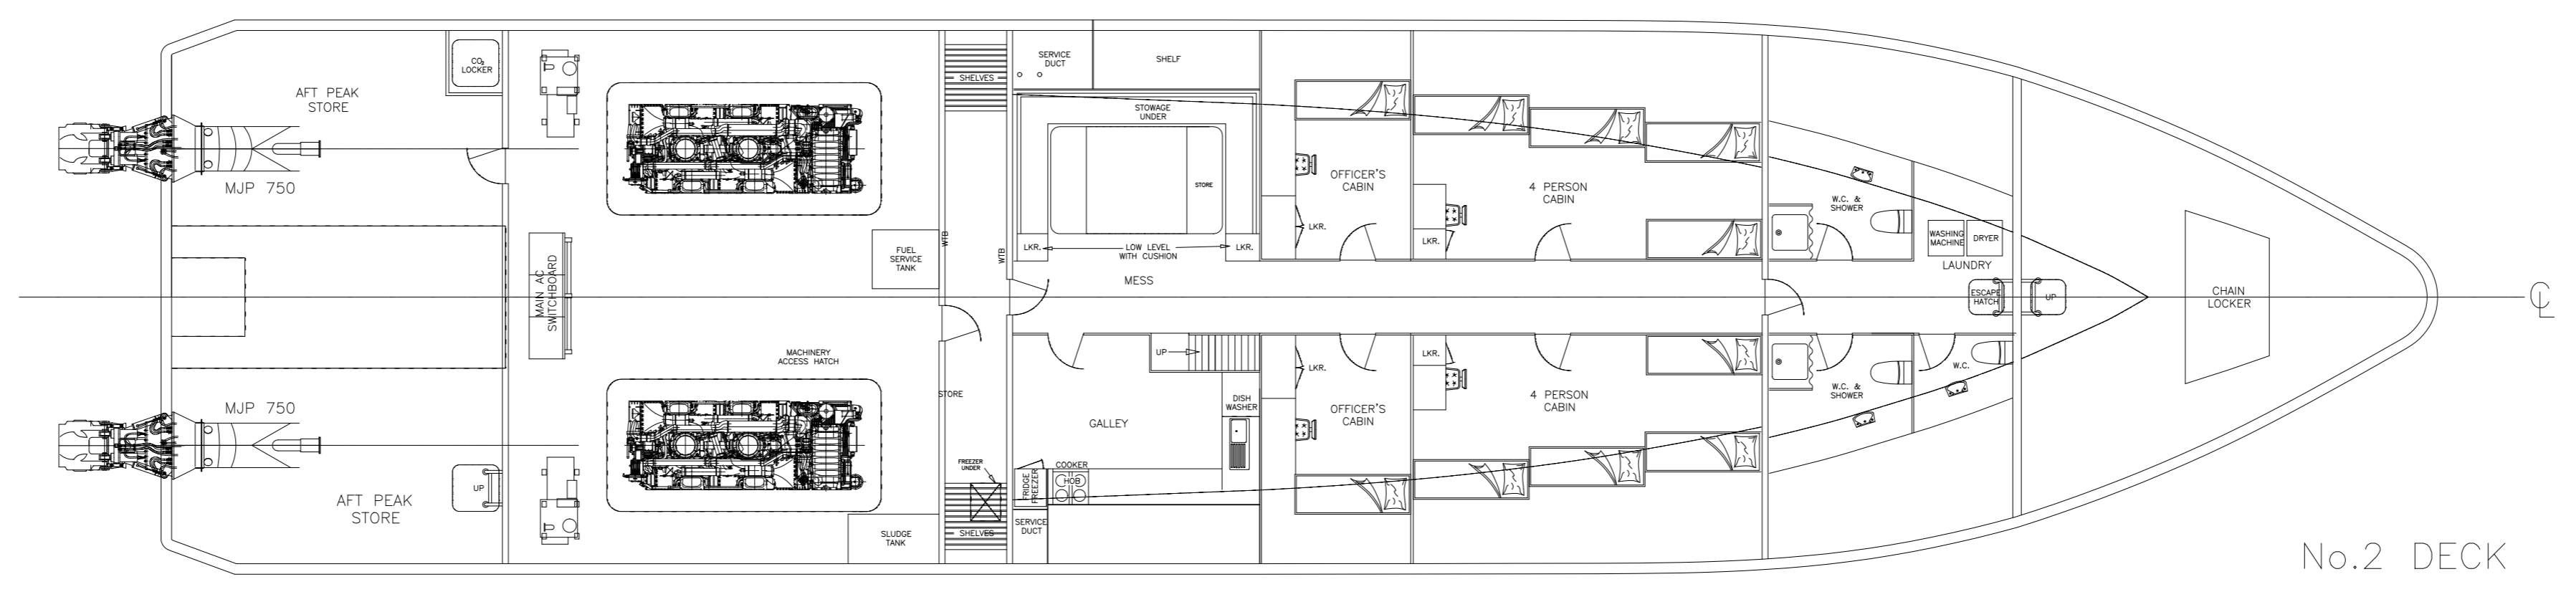 CO₂
LOCKER
AFT PEAK
STORE
MJP 750
SHELVES
SERVICE
DUCT
SHELF
STOWAGE
UNDER
STORE
LKR.
LOW LEVEL
WITH CUSHION
LKR.
MESS
FUEL
SERVICE
TANK
WTB
WTB
MAIN AC
SWITCHBOARD
OFFICER'S
CABIN
LKR.
4 PERSON
CABIN
LKR.
W.C. &
SHOWER
WASHING
MACHINE
DRYER
LAUNDRY
ESCAPE
HATCH
UP
CHAIN
LOCKER
℄
MACHINERY
ACCESS HATCH
STORE
MJP 750
UP
AFT PEAK
STORE
SLUDGE
TANK
FREEZER
UNDER
SHELVES
FRIDGE
FREEZER
COOKER
HOB
SERVICE
DUCT
GALLEY
UP
DISH
WASHER
LKR.
OFFICER'S
CABIN
LKR.
4 PERSON
CABIN
W.C. &
SHOWER
W.C.
No.2 DECK